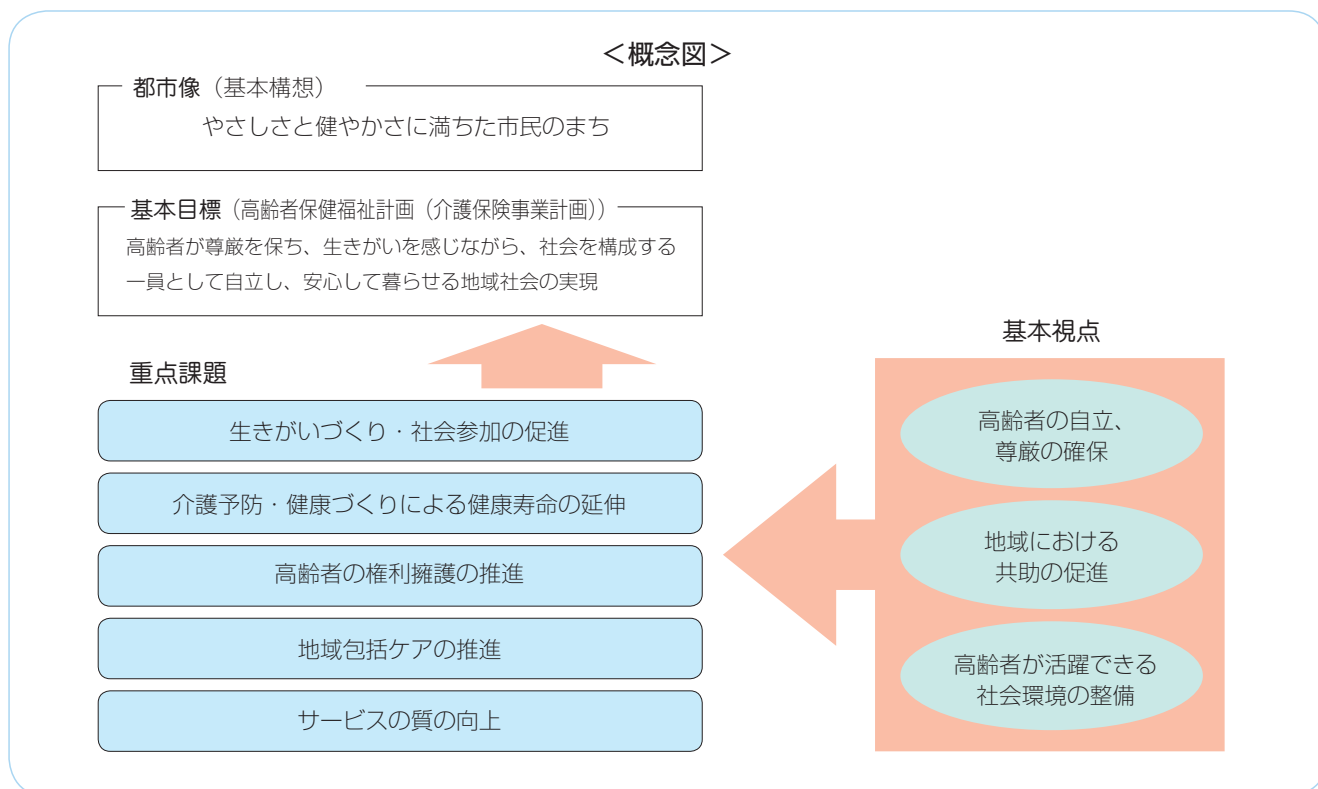 ＜概念図＞
都市像（基本構想）
やさしさと健やかさに満ちた市民のまち
基本目標（高齢者保健福祉計画（介護保険事業計画））
高齢者が尊厳を保ち、生きがいを感じながら、社会を構成する
一員として自立し、安心して暮らせる地域社会の実現
重点課題
生きがいづくり・社会参加の促進
介護予防・健康づくりによる健康寿命の延伸
高齢者の権利擁護の推進
地域包括ケアの推進
サービスの質の向上
基本視点
高齢者の自立、
尊厳の確保
地域における
共助の促進
高齢者が活躍できる
社会環境の整備